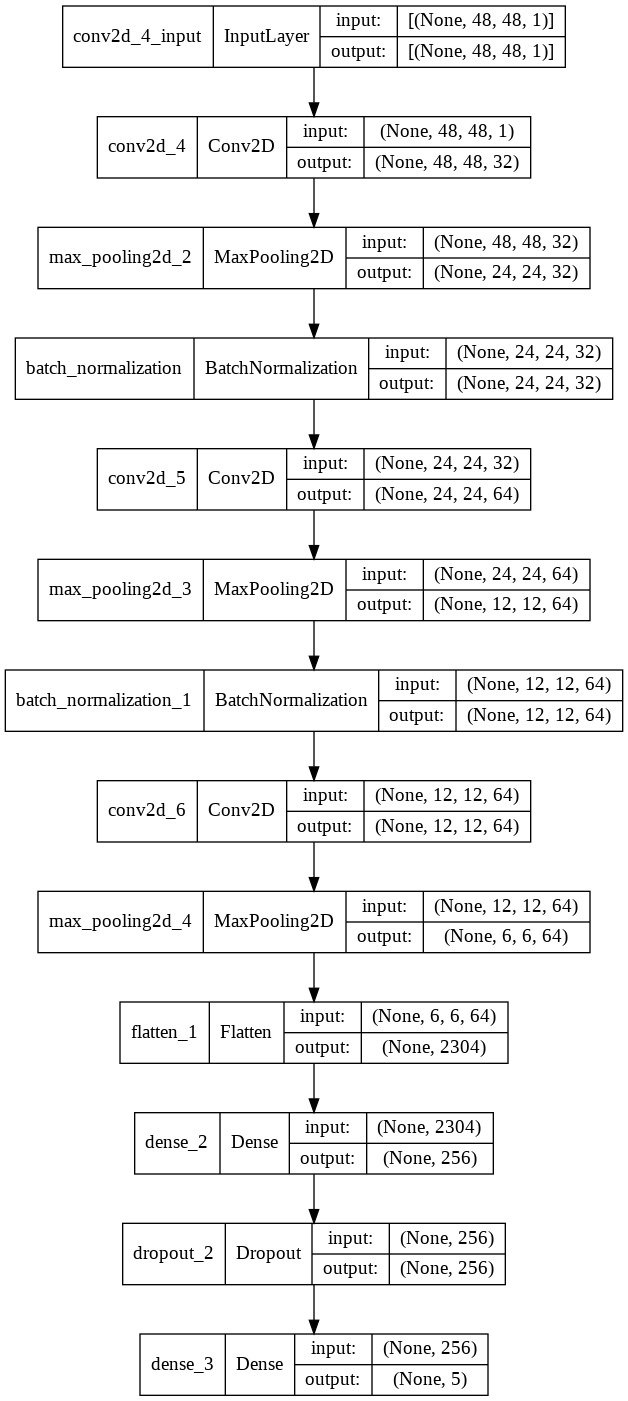 conv2d_4_input InputLayer input: [(None, 48, 48, 1)]
output: [(None, 48, 48, 1)]
conv2d_4 Conv2D input: (None, 48, 48, 1)
output: (None, 48, 48, 32)
max_pooling2d_2 MaxPooling2D input: (None, 48, 48, 32)
output: (None, 24, 24, 32)
batch_normalization BatchNormalization input: (None, 24, 24, 32)
output: (None, 24, 24, 32)
conv2d_5 Conv2D input: (None, 24, 24, 32)
output: (None, 24, 24, 64)
max_pooling2d_3 MaxPooling2D input: (None, 24, 24, 64)
output: (None, 12, 12, 64)
batch_normalization_1 BatchNormalization input: (None, 12, 12, 64)
output: (None, 12, 12, 64)
conv2d_6 Conv2D input: (None, 12, 12, 64)
output: (None, 12, 12, 64)
max_pooling2d_4 MaxPooling2D input: (None, 12, 12, 64)
output: (None, 6, 6, 64)
flatten_1 Flatten input: (None, 6, 6, 64)
output: (None, 2304)
dense_2 Dense input: (None, 2304)
output: (None, 256)
dropout_2 Dropout input: (None, 256)
output: (None, 256)
dense_3 Dense input: (None, 256)
output: (None, 5)